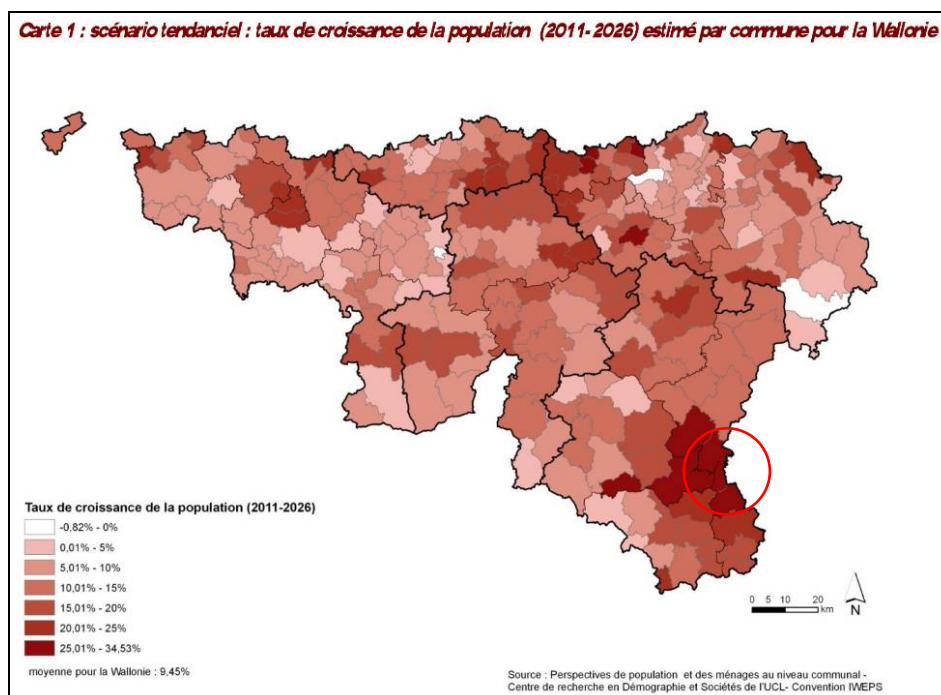 Carte 1 : scénario tendanciel : taux de croissance de la population (2011-2026) estimé par commune pour la Wallonie
Taux de croissance de la population (2011-2026)
-0,82% - 0%
0,01% - 5%
5,01% - 10%
10,01% - 15%
15,01% - 20%
20,01% - 25%
25,01% - 34,53%
moyenne pour la Wallonie : 9,45%
0 5 10 20
km
N
Source : Perspectives de population et des ménages au niveau communal -
Centre de recherche en Démographie et Sociétés de l'UCL- Convention IWEPS